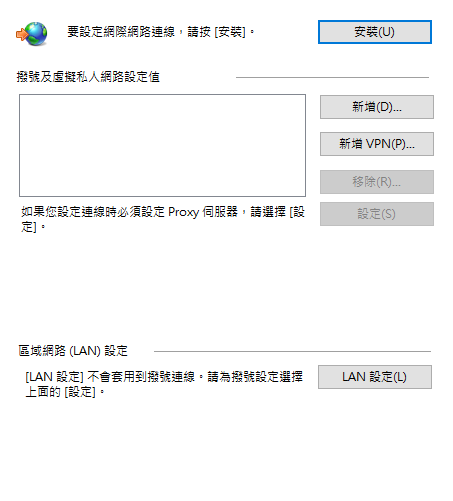 要設定網際網路連線，請按 [安裝]。
安裝(U)
撥號及虛擬私人網路設定值
新增(D)...
新增 VPN(P)...
移除(R)...
如果您設定連線時必須設定 Proxy 伺服器，請選擇 [設
定]。
設定(S)
區域網路 (LAN) 設定
[LAN 設定] 不會套用到撥號連線。請為撥號設定選擇
上面的 [設定]。
LAN 設定(L)